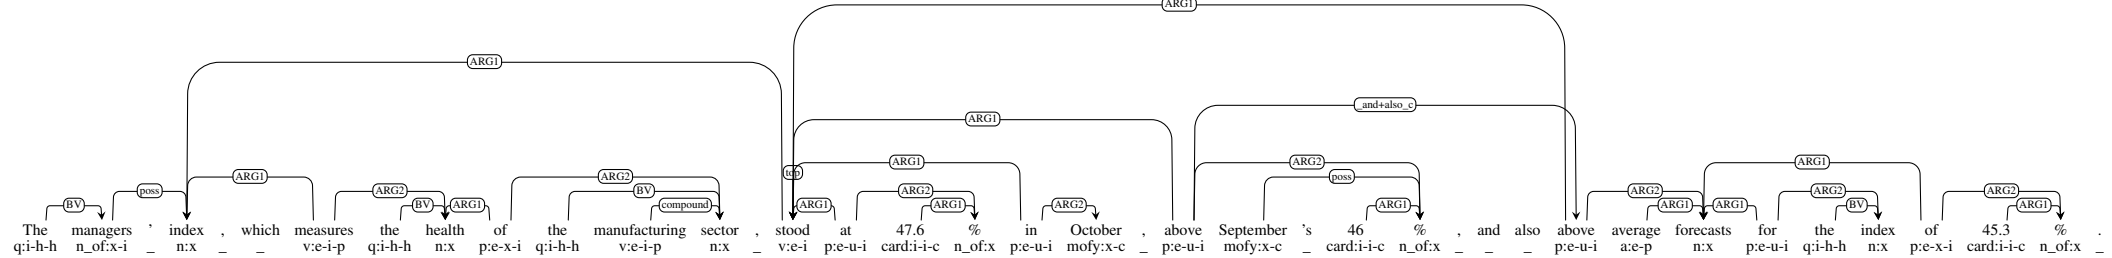 ARG1
ARG1
_and+also_c
ARG1
top ARG1 ARG2 ARG1
ARG1 ARG2 poss
poss ARG2 BV ARG2 ARG2 ARG2 ARG2
BV BV ARG1 compound ARG1 ARG1 ARG2 ARG1 ARG1 ARG1 BV ARG1
The managers ' index , which measures the health of the manufacturing sector , stood at 47.6 % in October , above September 's 46 % , and also above average forecasts for the index of 45.3 % .
q:i-h-h n_of:x-i _ n:x _ _ v:e-i-p q:i-h-h n:x p:e-x-i q:i-h-h v:e-i-p n:x _ v:e-i p:e-u-i card:i-i-c n_of:x p:e-u-i mofy:x-c _ p:e-u-i mofy:x-c _ card:i-i-c n_of:x _ _ _ p:e-u-i a:e-p n:x p:e-u-i q:i-h-h n:x p:e-x-i card:i-i-c n_of:x _